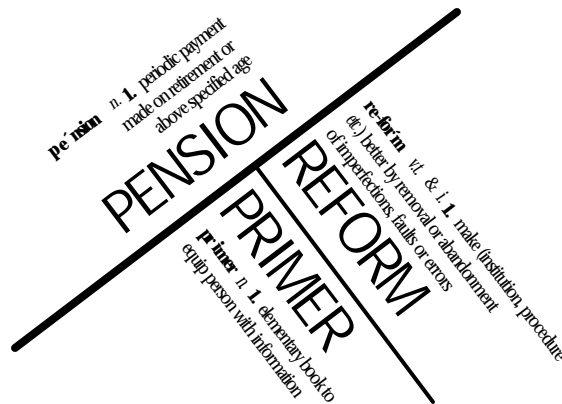 pe´nsion n. 1. periodic payment
made on retirement or
above specified age
PENSION
re-for´m v.t. & i. 1. make (institution, procedure
etc.) better by removal or abandonment
of imperfections, faults or errors
REFORM
PRIMER
pr´imer n. 1. elementary book to
equip person with information